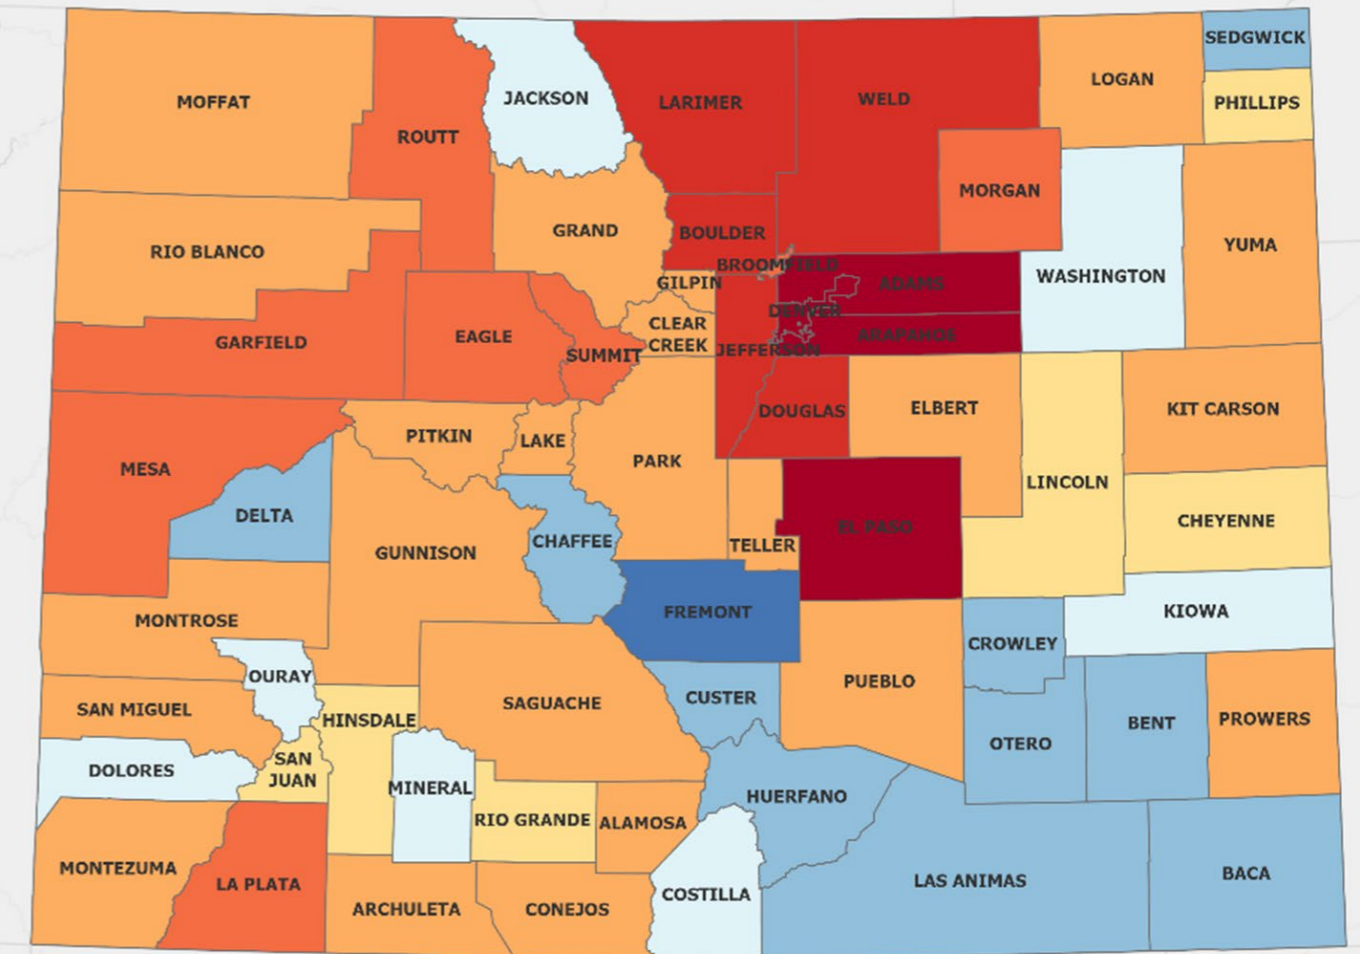 SEDGWICK
LOGAN
MOFFAT
JACKSON
LARIMER
WELD
PHILLIPS
ROUTT
MORGAN
GRAND
BOULDER
YUMA
RIO BLANCO
BROOMFIELD
WASHINGTON
GILPIN
ADAMS
DENVER
CLEAR
CREEK
EAGLE
GARFIELD
ARAPAHOE
SUMMIT
JEFFERSON
DOUGLAS
ELBERT
KIT CARSON
PITKIN
LAKE
PARK
MESA
LINCOLN
DELTA
CHEYENNE
EL PASO
CHAFFEE
TELLER
GUNNISON
FREMONT
KIOWA
MONTROSE
CROWLEY
OURAY
PUEBLO
CUSTER
SAGUACHE
SAN MIGUEL
HINSDALE
BENT
PROWERS
OTERO
SAN
JUAN
DOLORES
MINERAL
HUERFANO
RIO GRANDE
ALAMOSA
MONTEZUMA
LA PLATA
BACA
LAS ANIMAS
COSTILLA
ARCHULETA
CONEJOS